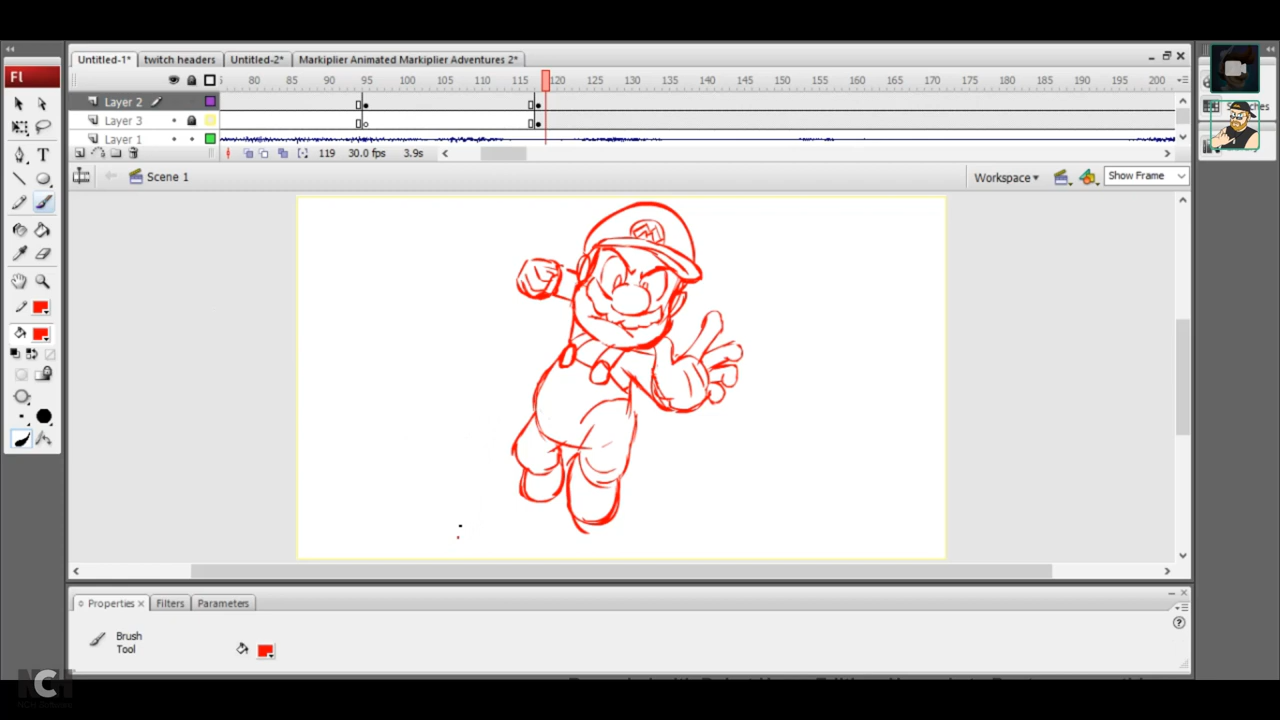 Untitled-1* twitch headers Untitled-2* Markiplier Animated Markiplier Adventures 2*
Fl
5 80 85 90 95 100 105 110 115 120 125 130 135 140 145 150 155 160 165 170 175 180 185 190 195 200
Layer 2
Layer 3
Layer 1
119 30.0 fps 3.9s
Scene 1 Workspace Show Frame
M
T
Properties Filters Parameters
Brush
Tool
NCH